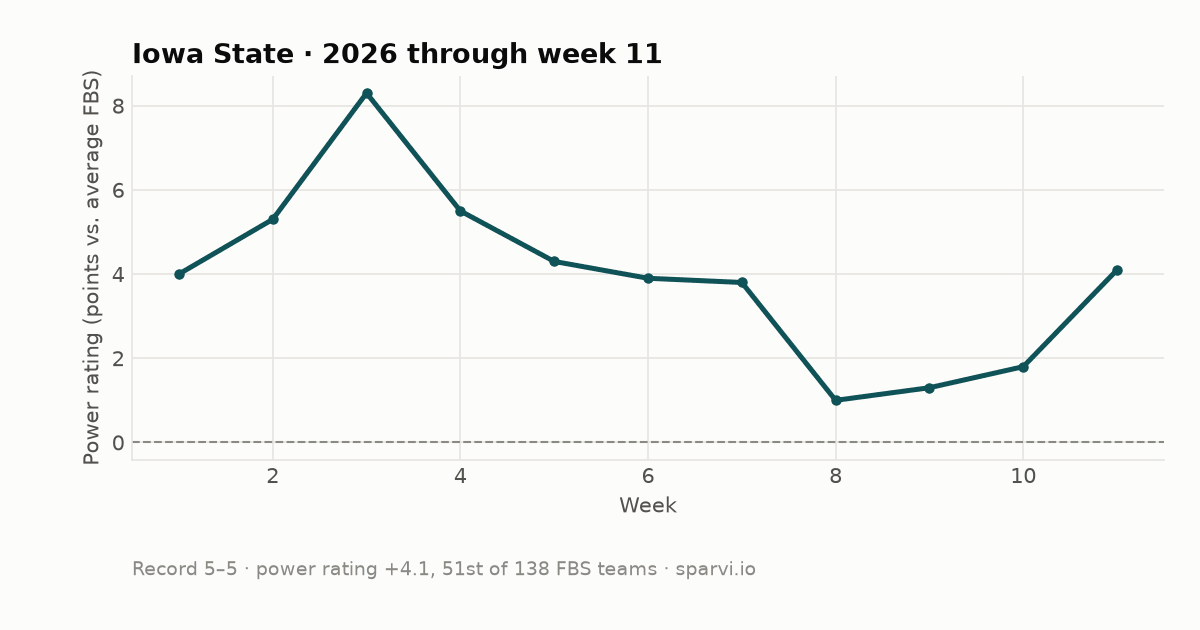 Iowa State · 2026 through week 11
Power rating (points vs. average FBS)
8
6
4
2
0
2
4
6
8
10
Week
Record 5–5 · power rating +4.1, 51st of 138 FBS teams · sparvi.io